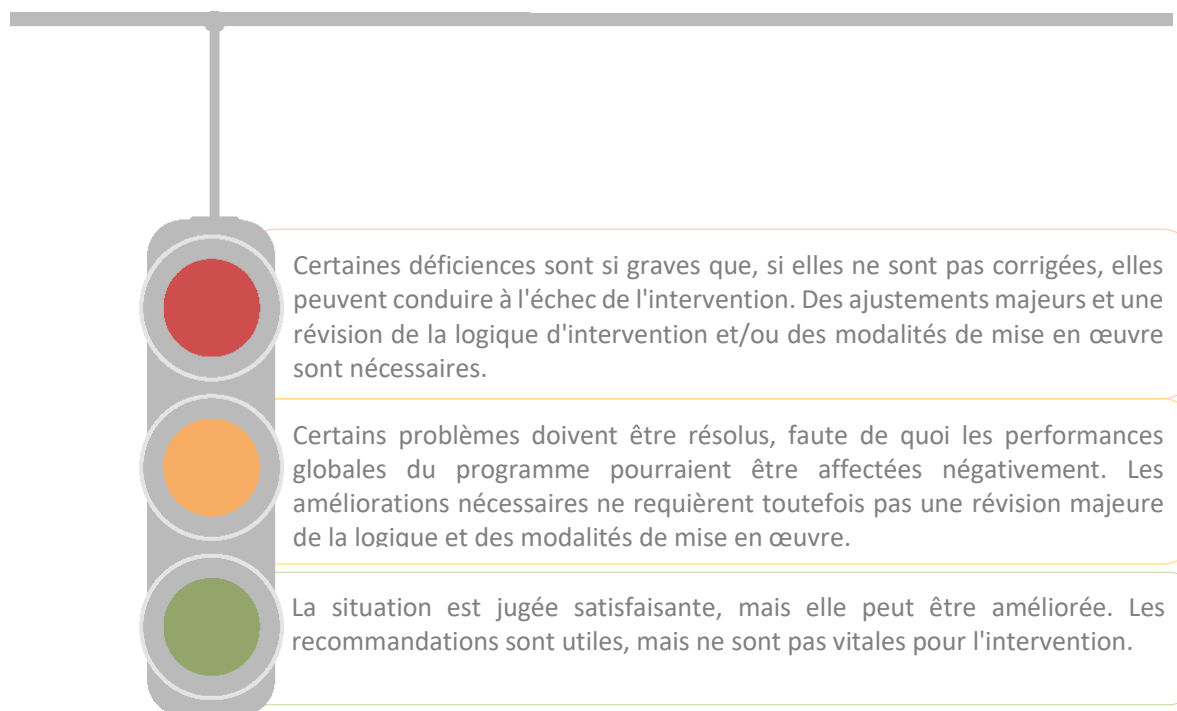 Certaines déficiences sont si graves que, si elles ne sont pas corrigées, elles
peuvent conduire à l'échec de l'intervention. Des ajustements majeurs et une
révision de la logique d'intervention et/ou des modalités de mise en œuvre
sont nécessaires.
Certains problèmes doivent être résolus, faute de quoi les performances
globales du programme pourraient être affectées négativement. Les
améliorations nécessaires ne requièrent toutefois pas une révision majeure
de la logique et des modalités de mise en œuvre.
La situation est jugée satisfaisante, mais elle peut être améliorée. Les
recommandations sont utiles, mais ne sont pas vitales pour l'intervention.